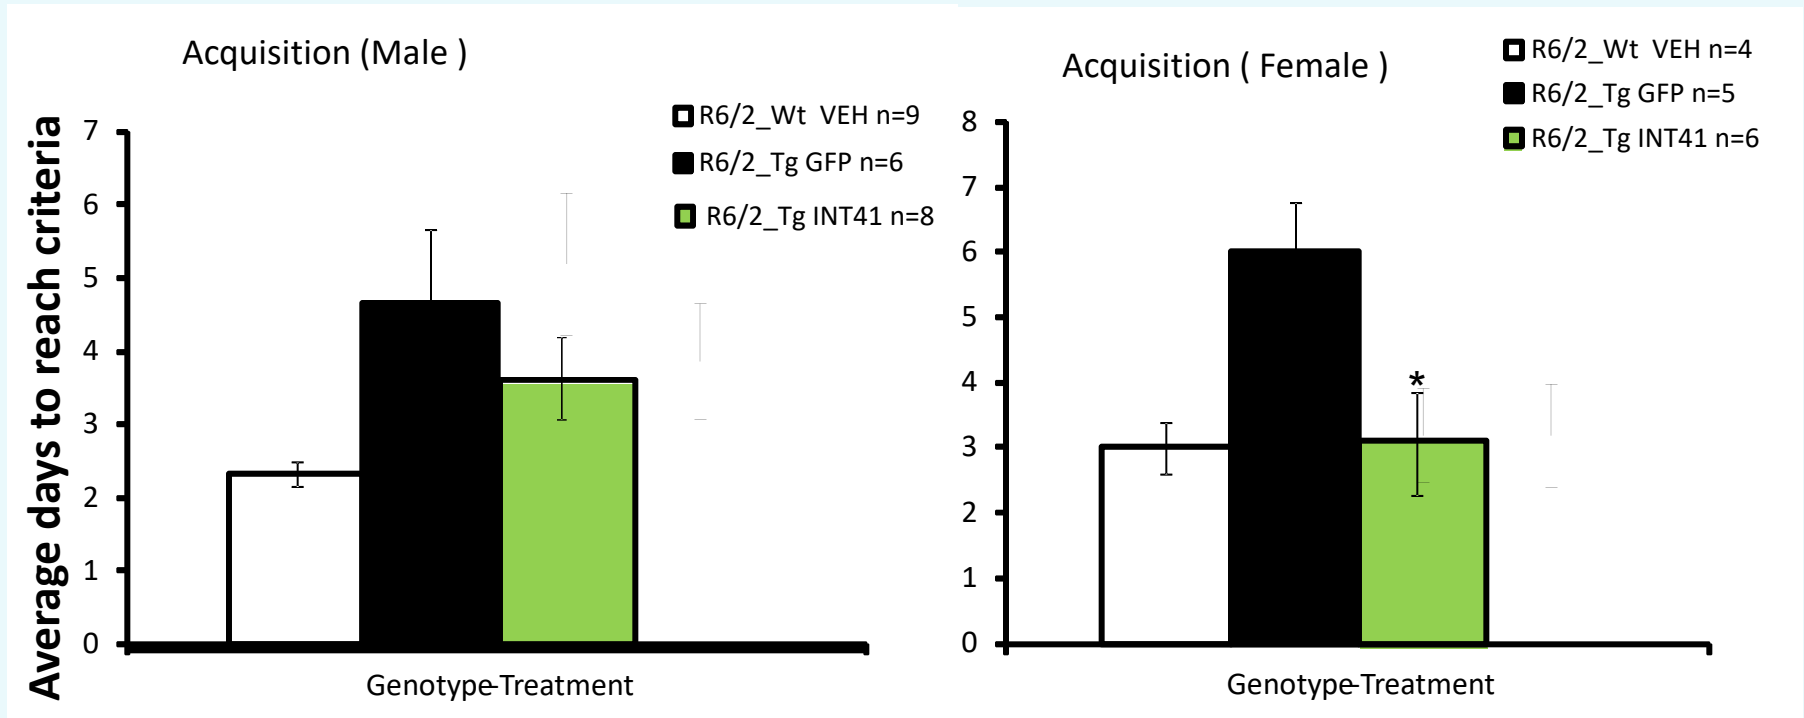 Acquisition (Male )
R6/2_Wt  VEH n=9
R6/2_Tg GFP n=6
R6/2_Tg INT41 n=8
Average days to reach criteria
7
6
5
4
3
2
1
0
Genotype-Treatment
Acquisition ( Female )
R6/2_Wt  VEH n=4
R6/2_Tg GFP n=5
R6/2_Tg INT41 n=6
8
7
6
5
4
3
2
1
0
*
Genotype-Treatment